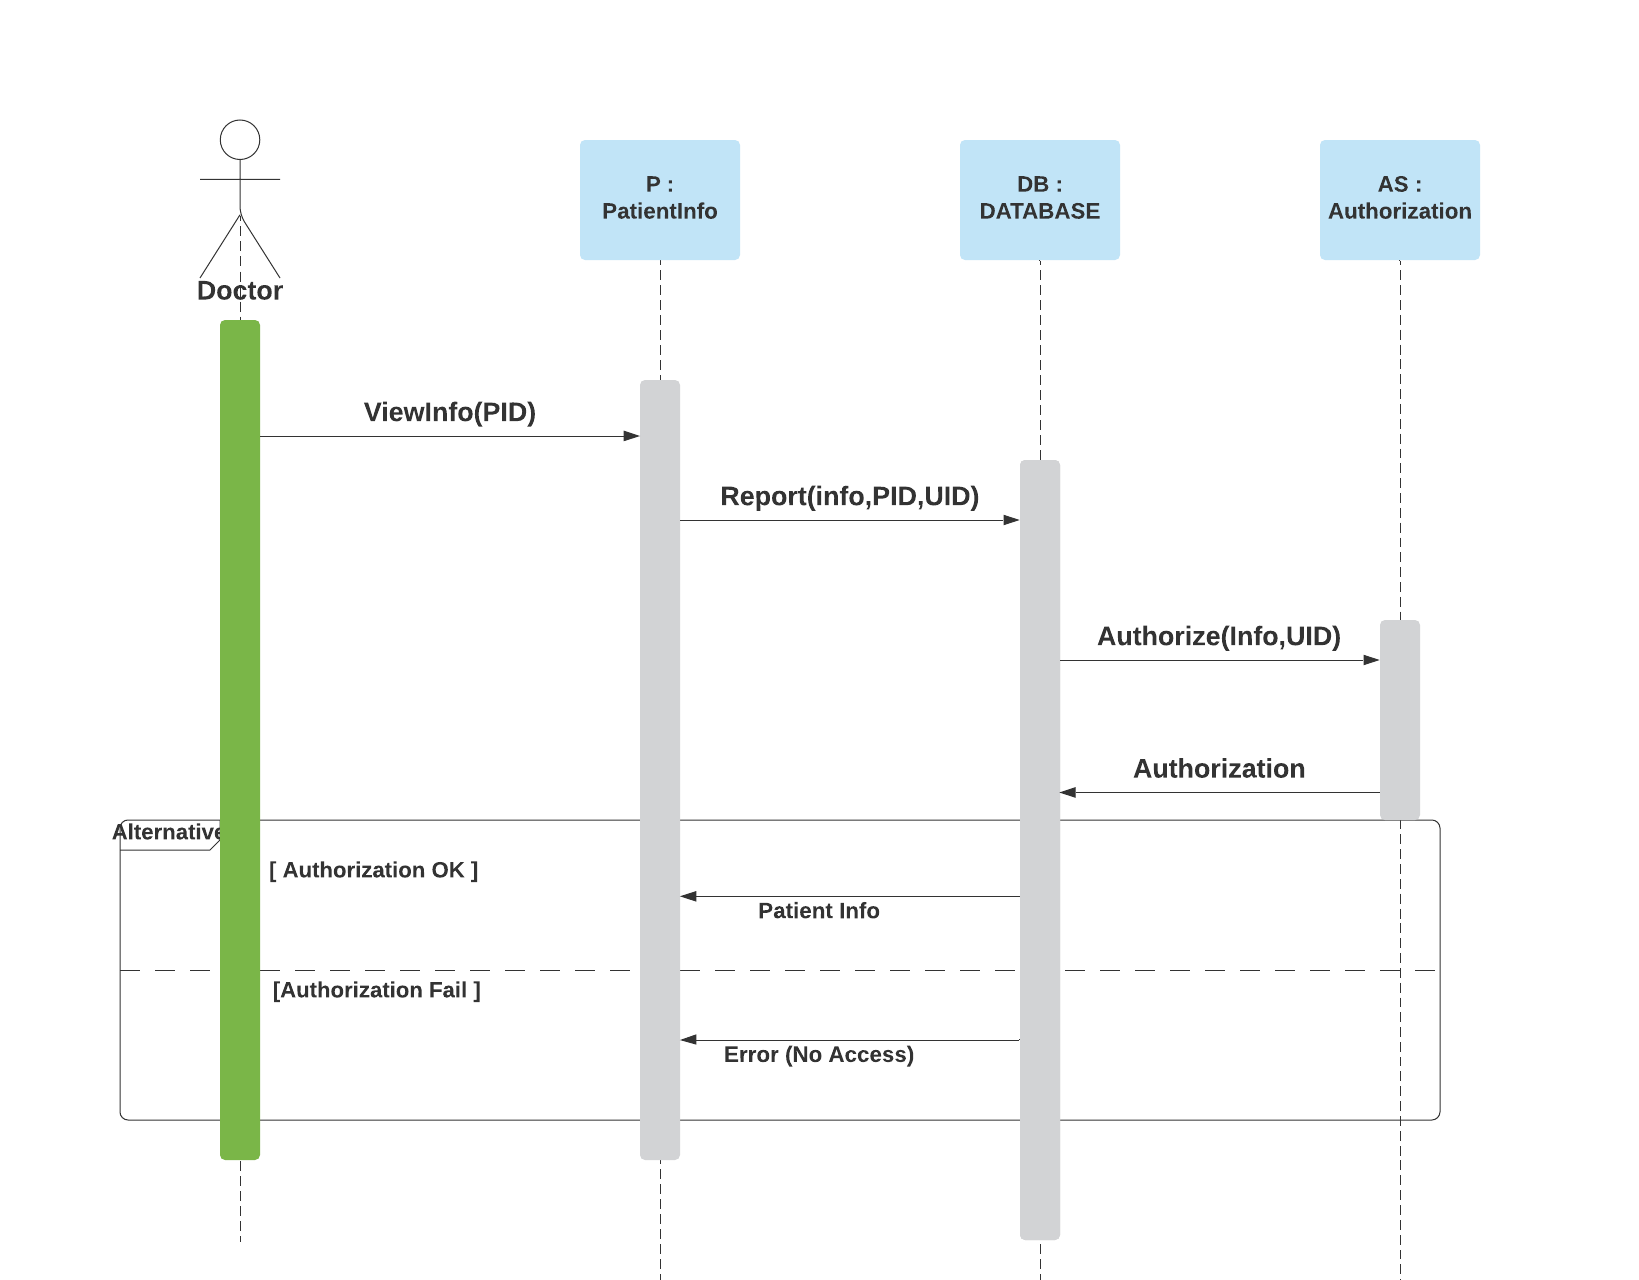 P :
PatientInfo
DB :
DATABASE
AS :
Authorization
Doctor
ViewInfo(PID)
Report(info,PID,UID)
Authorize(Info,UID)
Authorization
Alternative
[ Authorization OK ]
Patient Info
[Authorization Fail ]
Error (No Access)